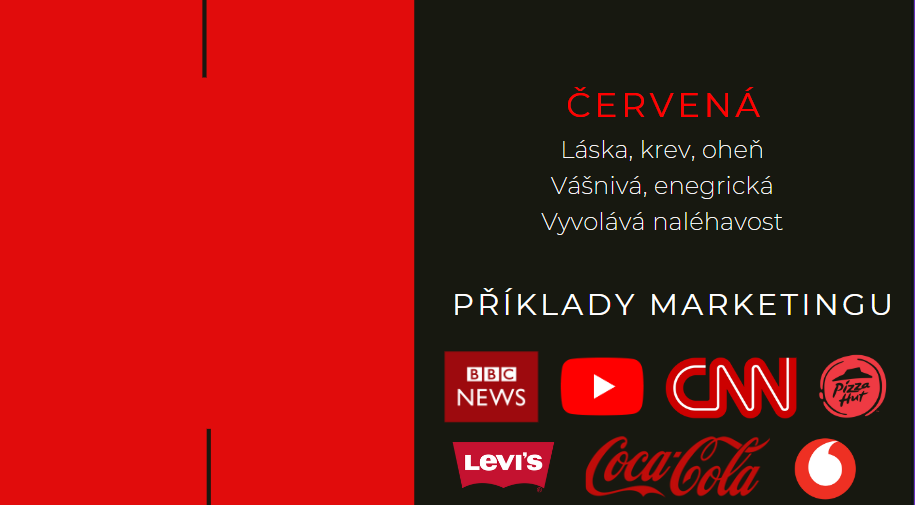 ČERVENÁ
Láska, krev, oheň
Vášnivá, enegrická
Vyvolává naléhavost
PŘÍKLADY MARKETINGU
BBC
NEWS
CNN
Pizza
Hut
Levi's
Coca-Cola